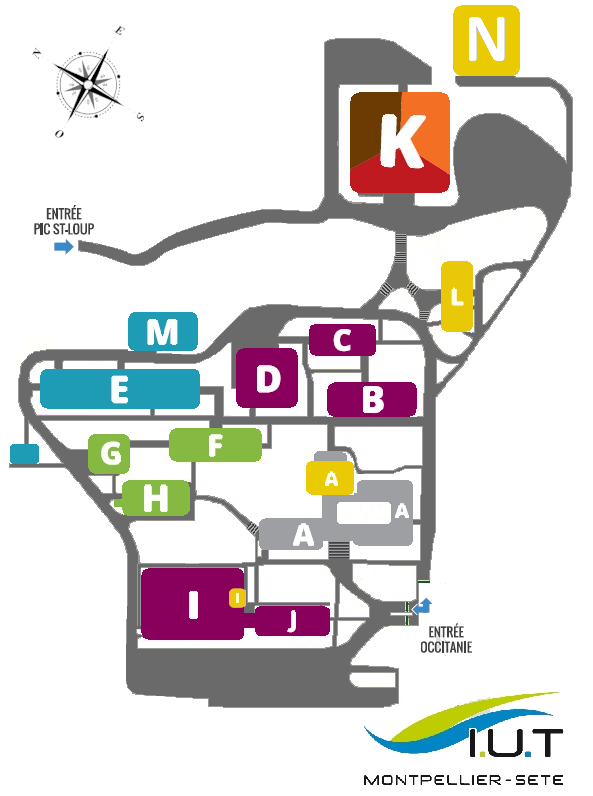 N
E
N
S
O
K
ENTRÉE
PIC ST-LOUP
L
M
C
D
E
B
F
G
A
H
A
A
I
I
J
ENTRÉE
OCCITANIE
I.U.T
MONTPELLIER-SETE